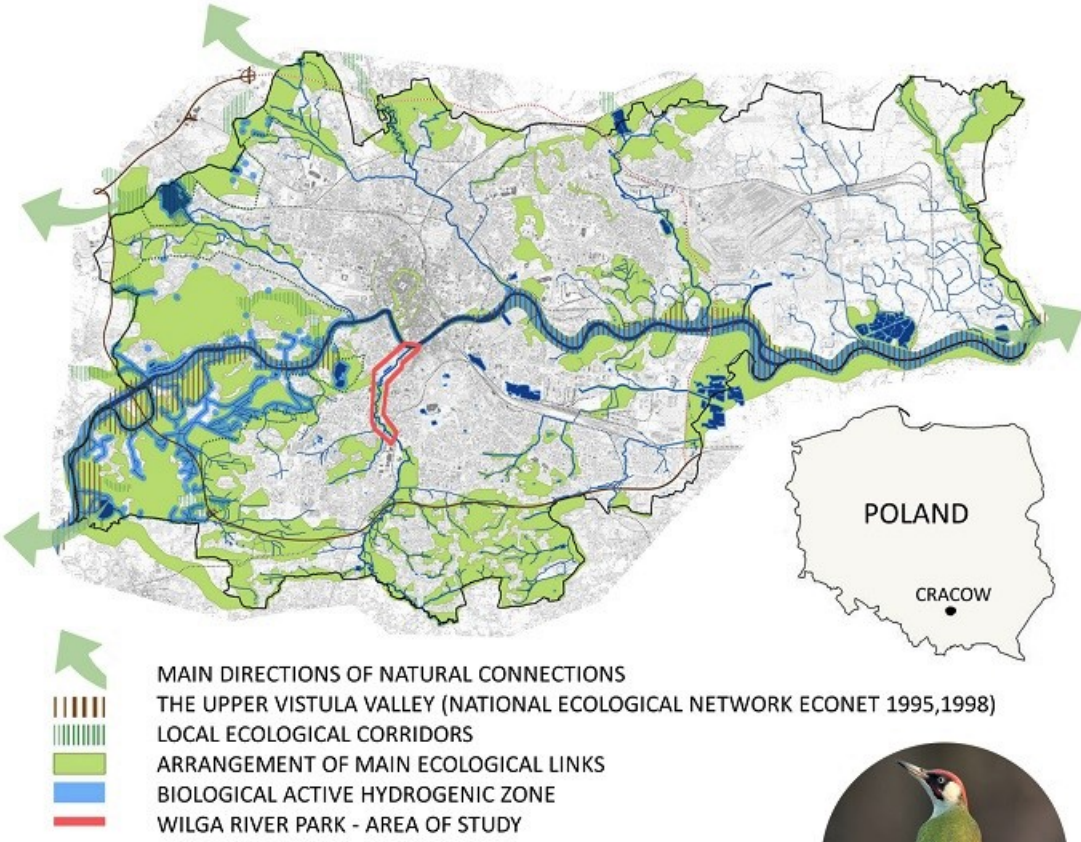 POLAND
CRACOW
MAIN DIRECTIONS OF NATURAL CONNECTIONS
THE UPPER VISTULA VALLEY (NATIONAL ECOLOGICAL NETWORK ECONET 1995,1998)
LOCAL ECOLOGICAL CORRIDORS
ARRANGEMENT OF MAIN ECOLOGICAL LINKS
BIOLOGICAL ACTIVE HYDROGENIC ZONE
WILGA RIVER PARK - AREA OF STUDY